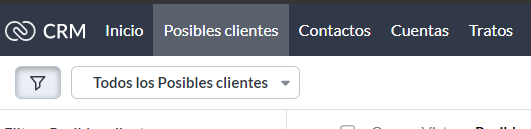 CRM Inicio Posibles clientes Contactos Cuentas Tratos
Todos los Posibles clientes